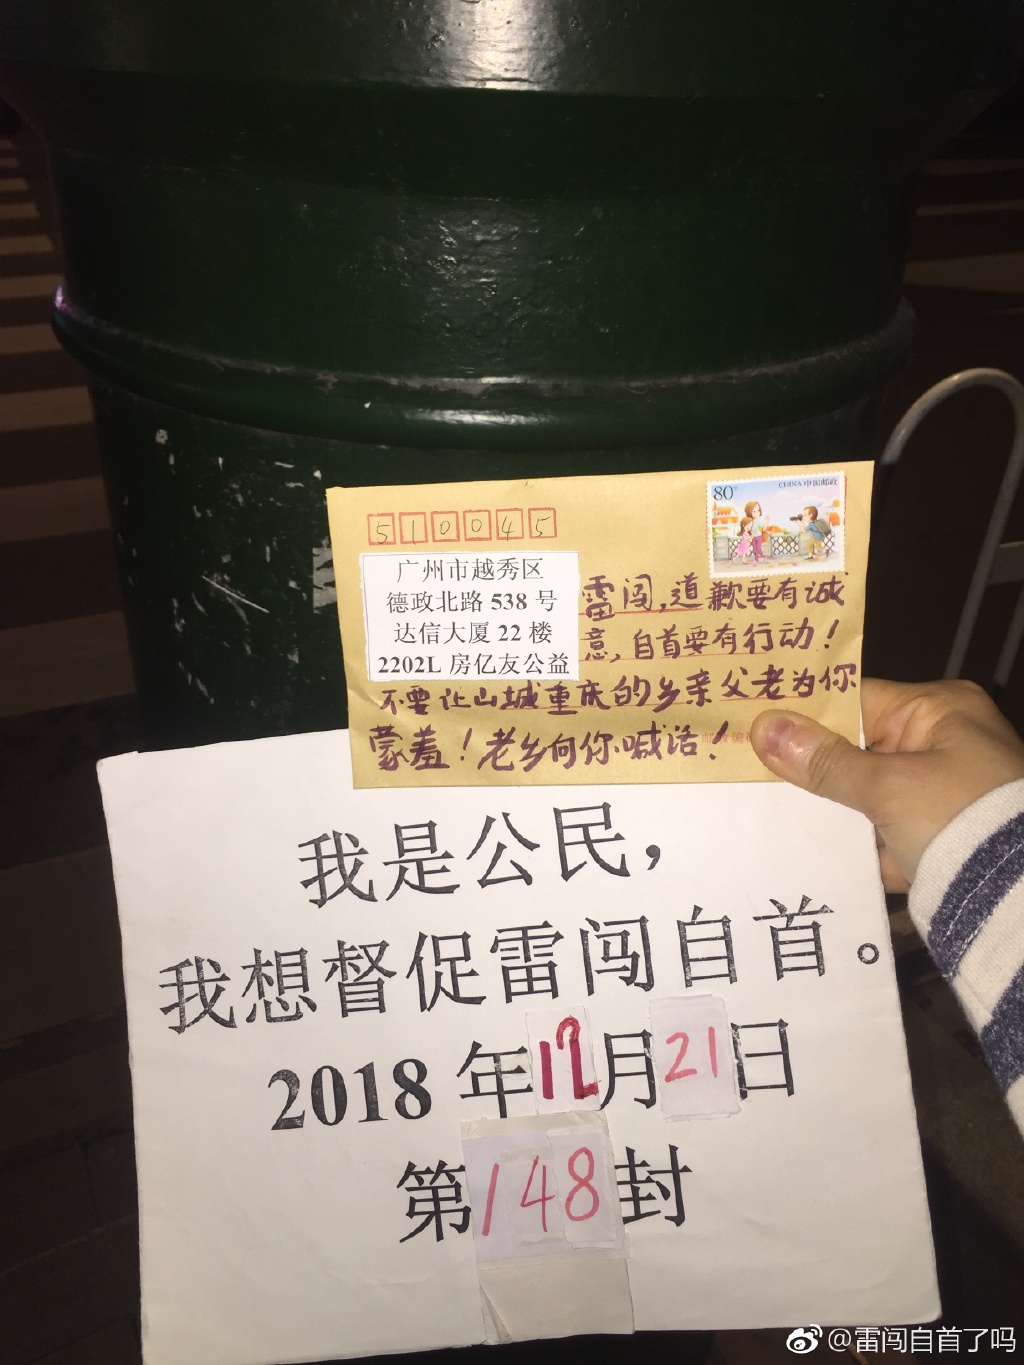 80分
CHINA 中国邮政
510045
广州市越秀区
德政北路 538 号
达信大厦 22 楼
2202L 房亿友公益
雷闯,道歉要有诚
意,自首要有行动!
不要让山城重庆的乡亲父老为你
蒙羞!老乡向你喊话!
我是公民,
我想督促雷闯自首。
2018 年12月21日
第148封
@雷闯自首了吗